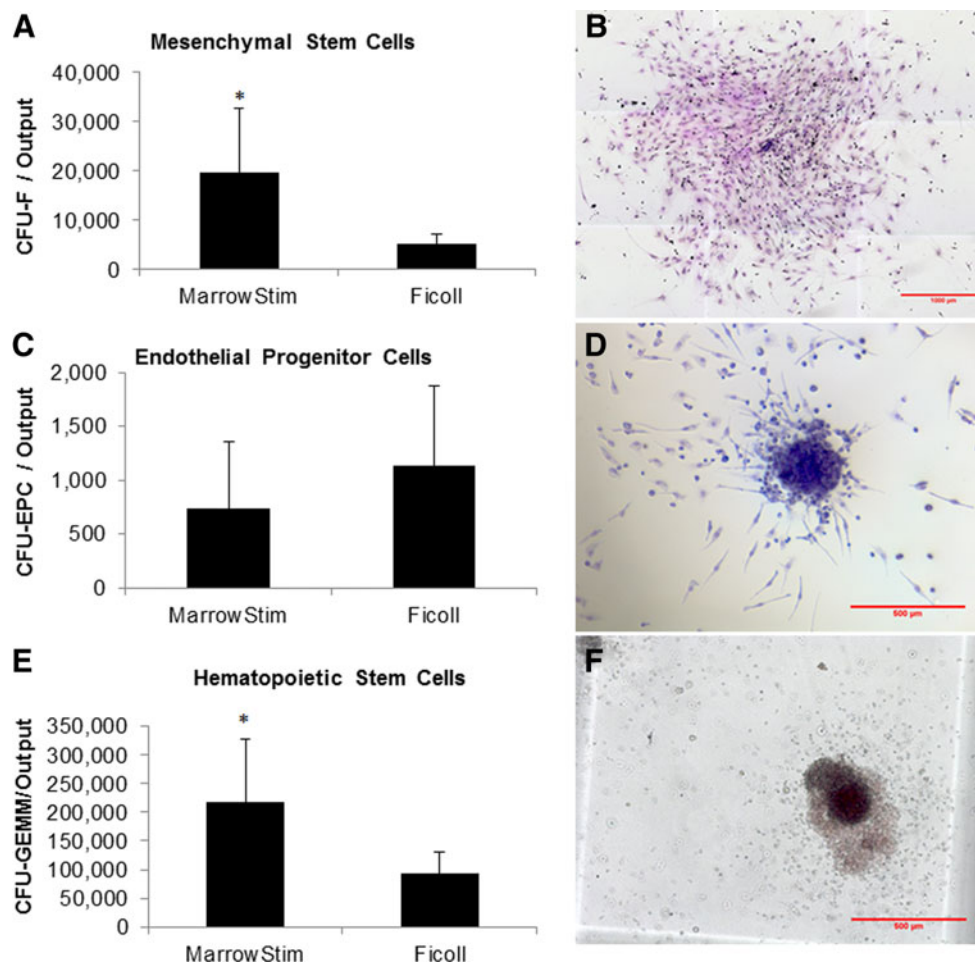 A
Mesenchymal Stem Cells
CFU-F / Output
40,000
30,000
20,000
10,000
0
*
MarrowStim
Ficoll
B
1000 µm
C
Endothelial Progenitor Cells
CFU-EPC / Output
2,000
1,500
1,000
500
0
MarrowStim
Ficoll
D
500 µm
E
Hematopoietic Stem Cells
CFU-GEMM/Output
350,000
300,000
250,000
200,000
150,000
100,000
50,000
0
*
MarrowStim
Ficoll
F
500 µm